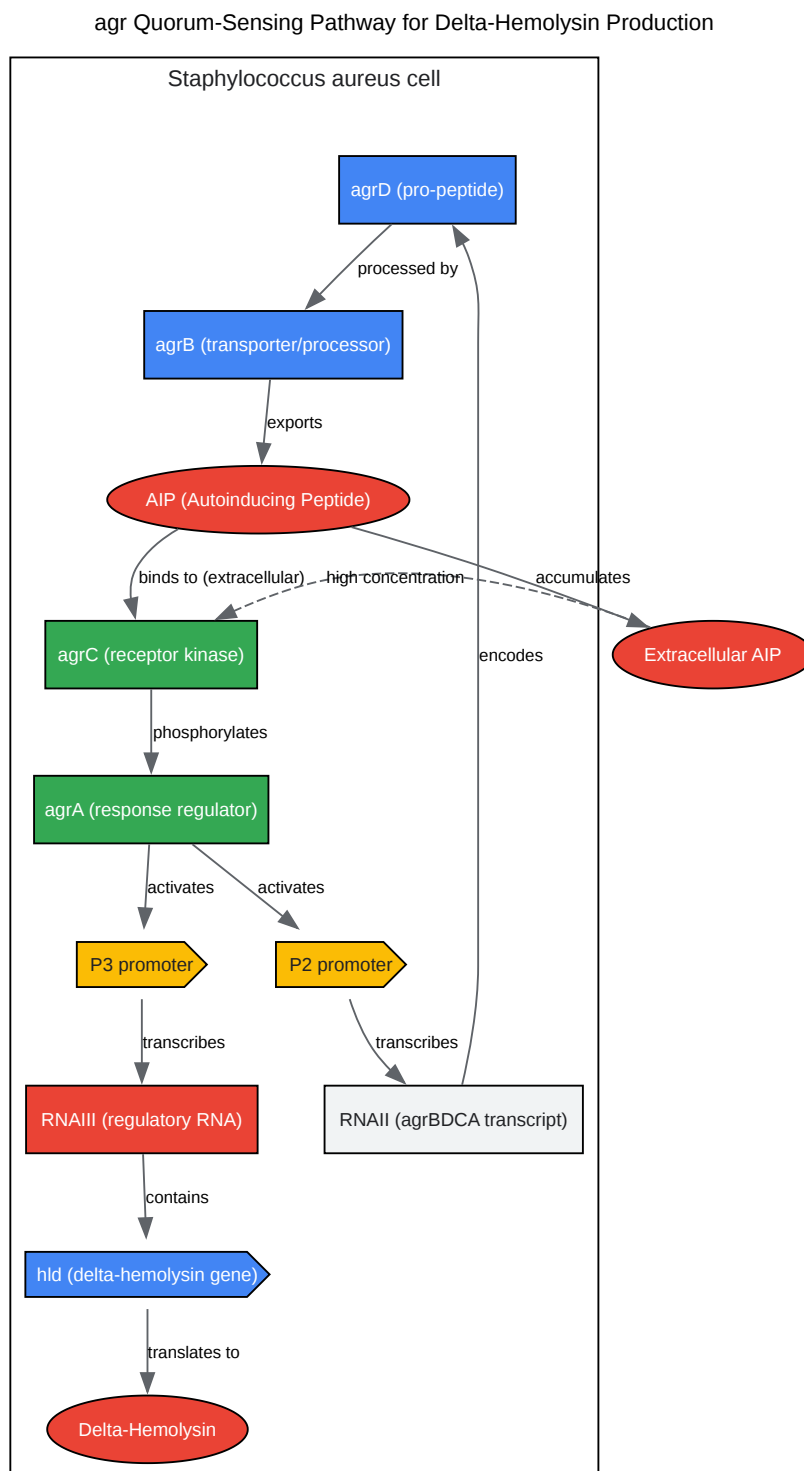 agr Quorum-Sensing Pathway for Delta-Hemolysin Production
Staphylococcus aureus cell
agrD (pro-peptide)
processed by
agrB (transporter/processor)
exports
AIP (Autoinducing Peptide)
binds to (extracellular)
high concentration
accumulates
agrC (receptor kinase)
encodes
Extracellular AIP
phosphorylates
agrA (response regulator)
activates
activates
P3 promoter
P2 promoter
transcribes
transcribes
RNAIII (regulatory RNA)
RNAII (agrBDCA transcript)
contains
hld (delta-hemolysin gene)
translates to
Delta-Hemolysin